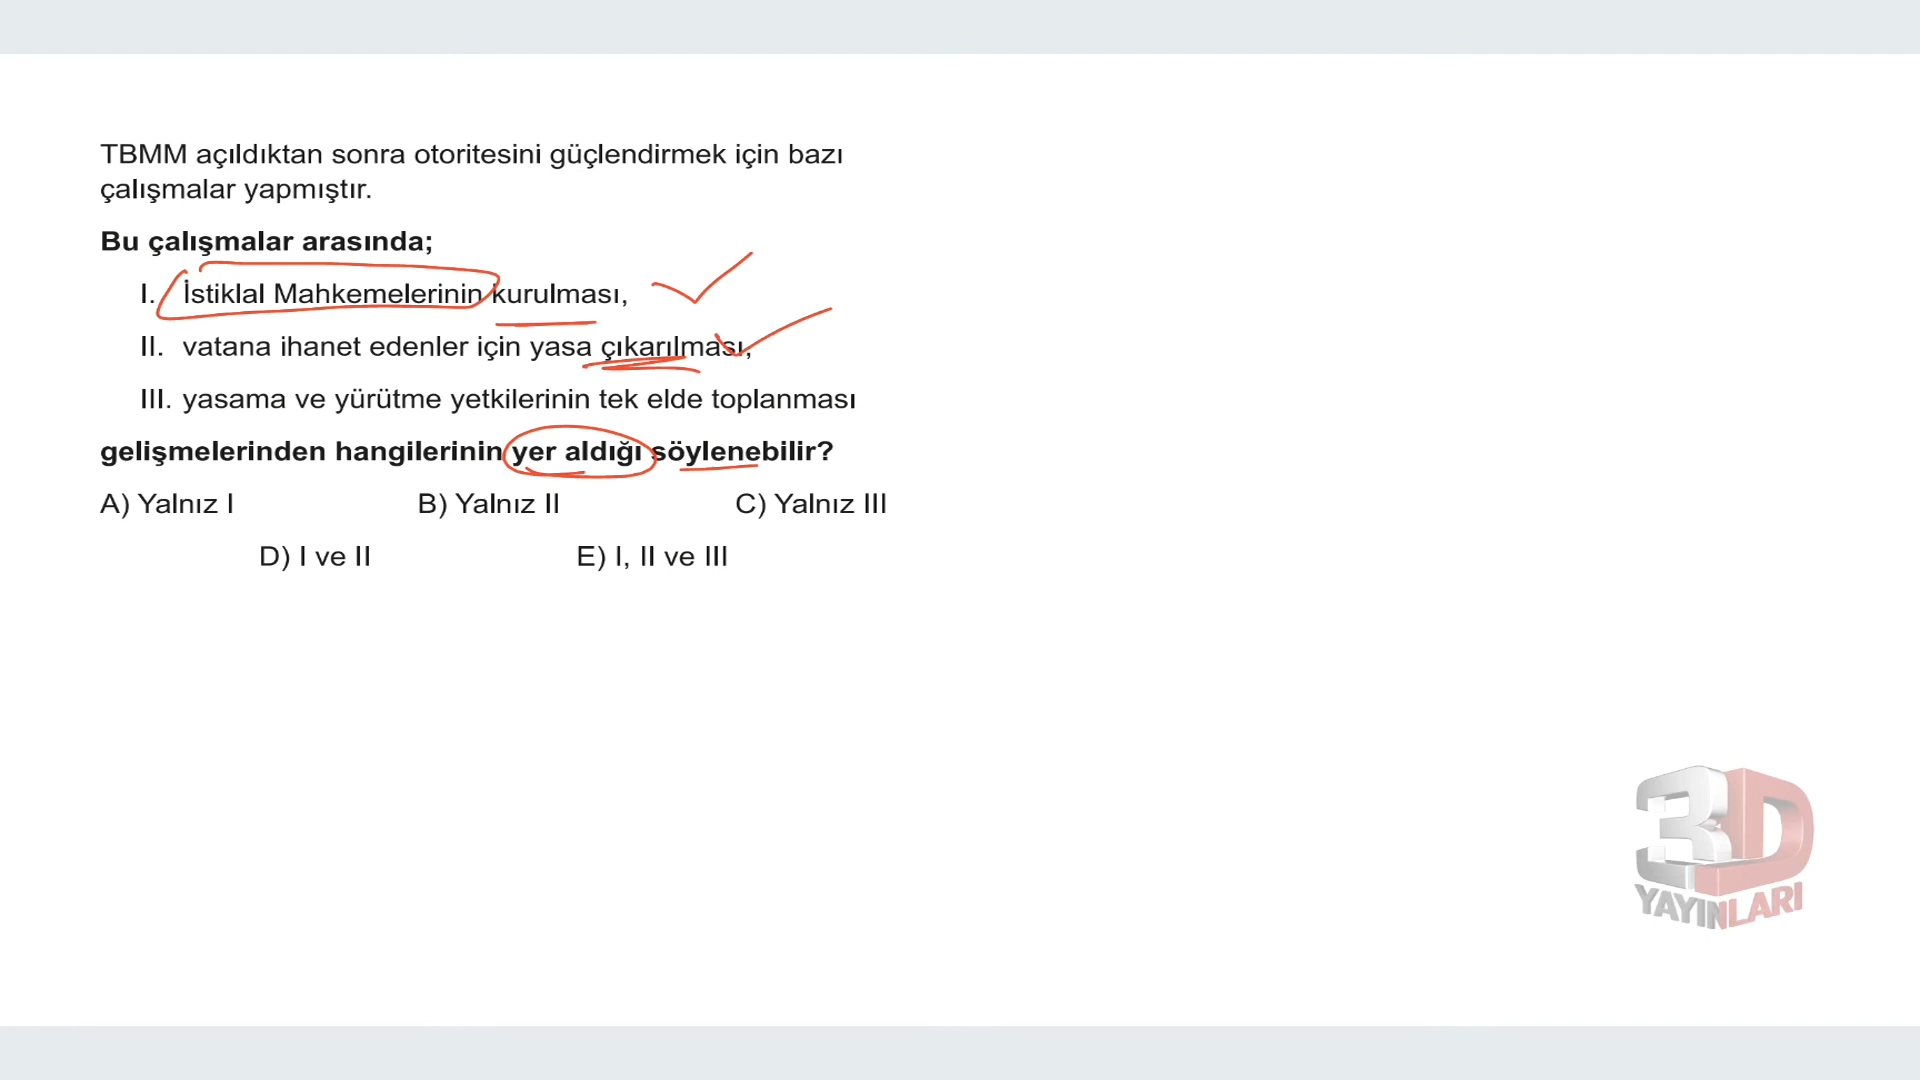 TBMM açıldıktan sonra otoritesini güçlendirmek için bazı
çalışmalar yapmıştır.
Bu çalışmalar arasında;
I. İstiklal Mahkemelerinin kurulması,
II. vatana ihanet edenler için yasa çıkarılması,
III. yasama ve yürütme yetkilerinin tek elde toplanması
gelişmelerinden hangilerinin yer aldığı söylenebilir?
A) Yalnız I B) Yalnız II C) Yalnız III
D) I ve II E) I, II ve III
3D
YAYINLARI